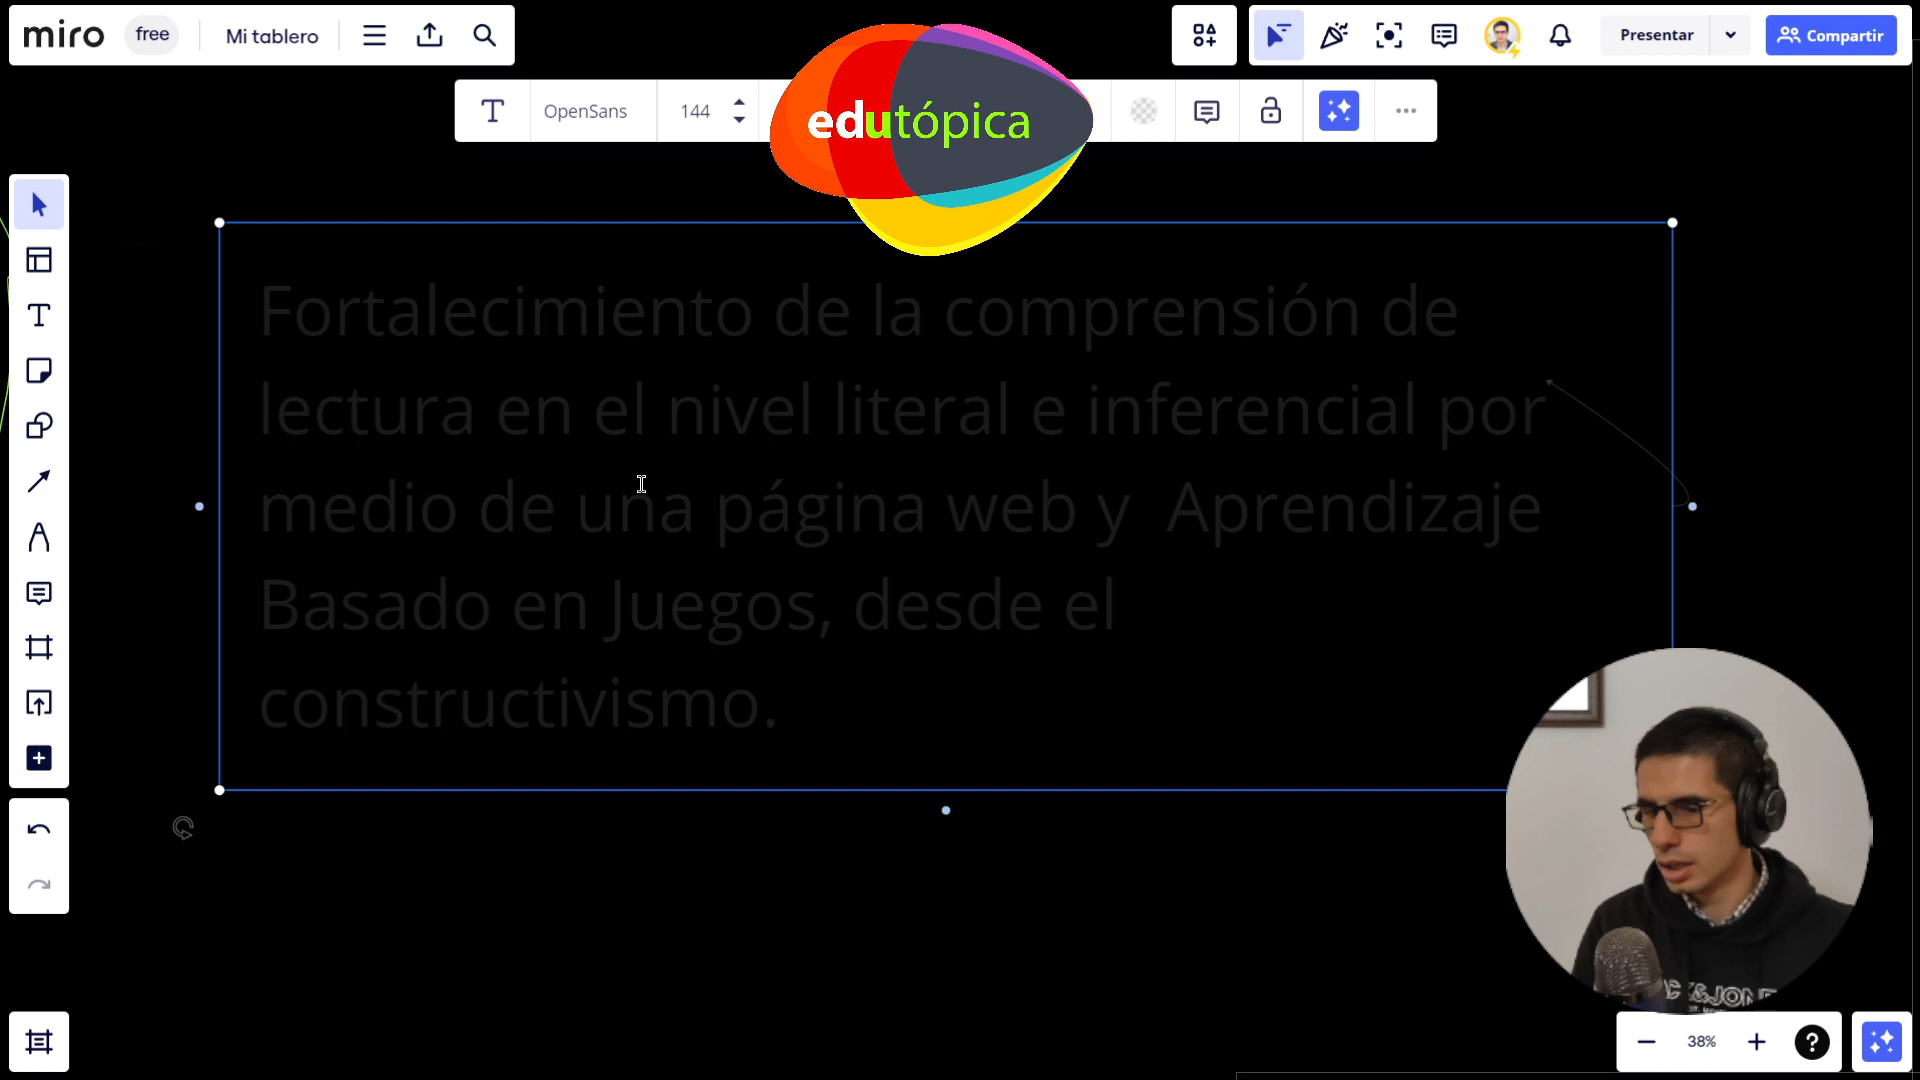 miro
free
Mi tablero
Presentar
Compartir
OpenSans
144
edutópica
Fortalecimiento de la comprensión de
lectura en el nivel literal e inferencial por
medio de una página web y  Aprendizaje
Basado en Juegos, desde el
constructivismo.
38%